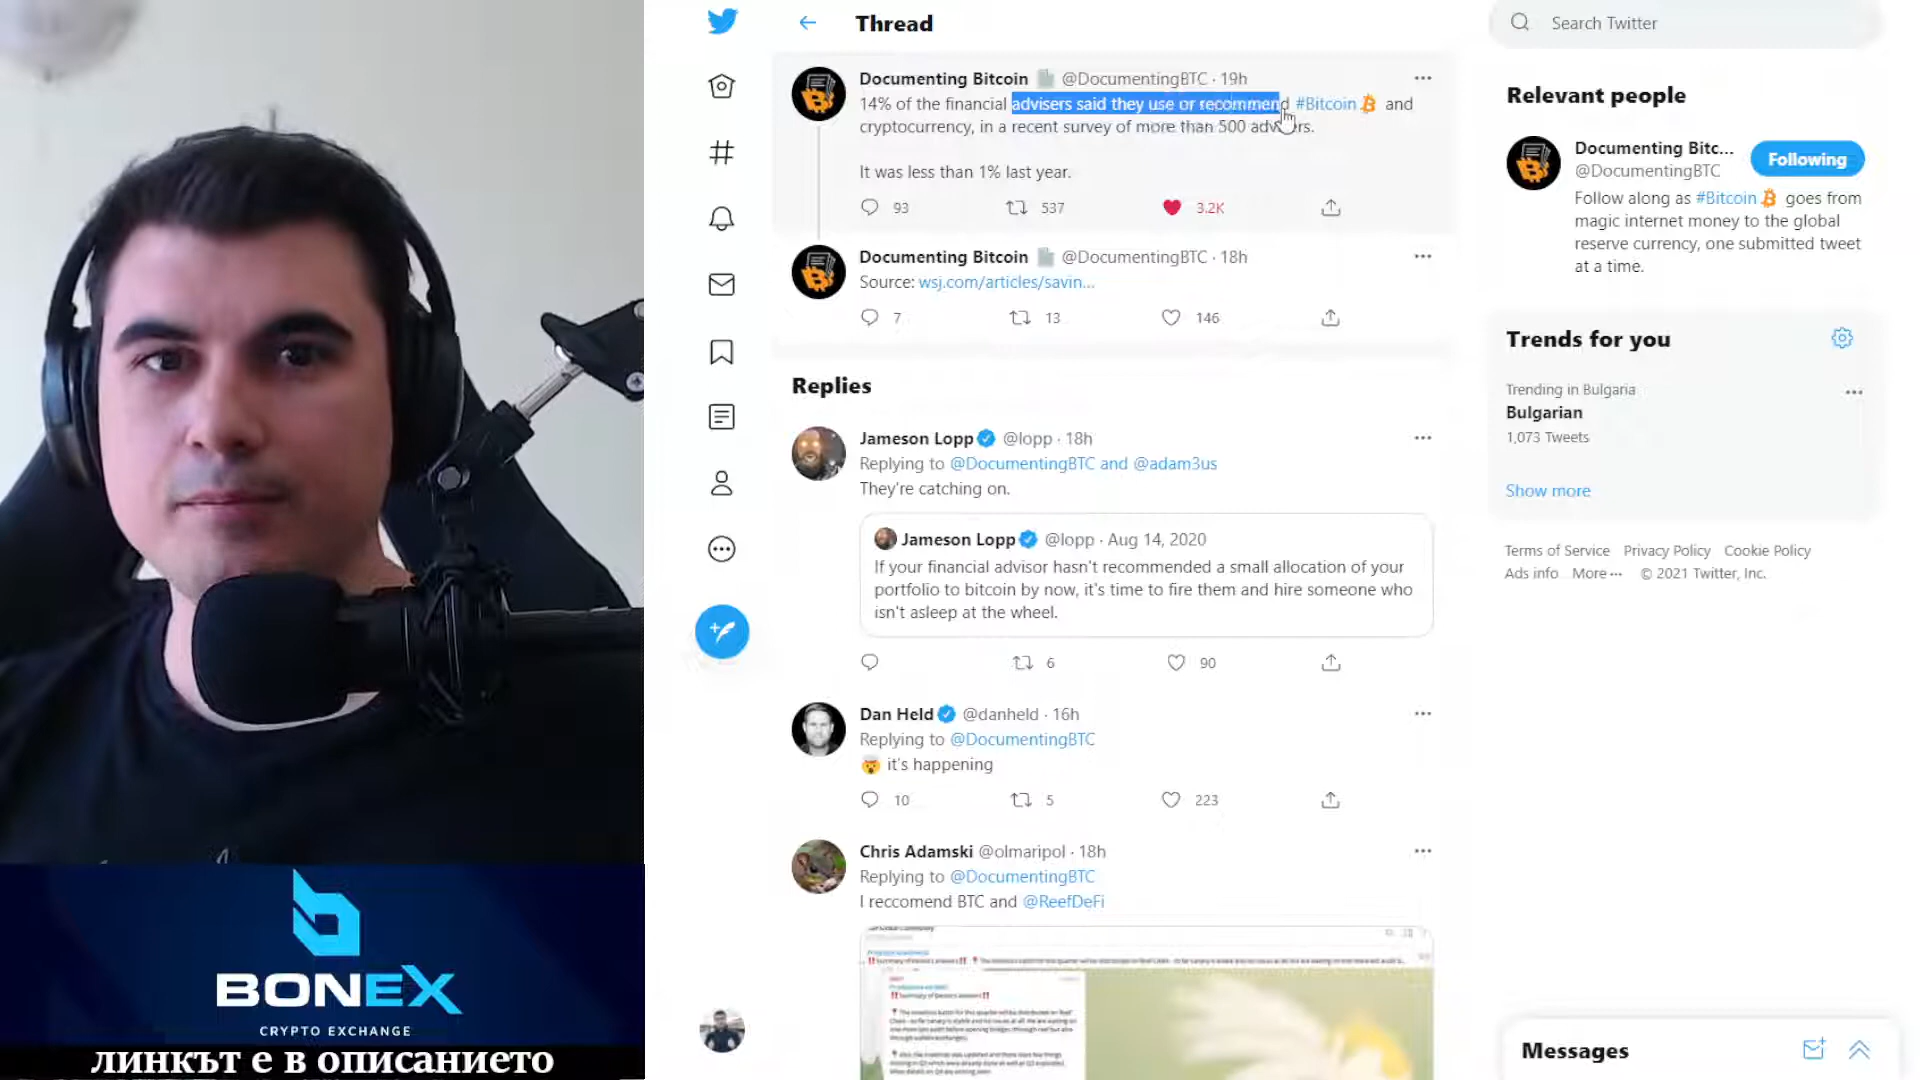 Thread
Search Twitter
Documenting Bitcoin @DocumentingBTC · 19h
14% of the financial advisers said they use or recommend #Bitcoin and
cryptocurrency, in a recent survey of more than 500 advisers.
It was less than 1% last year.
93 537 3.2K
Documenting Bitcoin @DocumentingBTC · 18h
Source: wsj.com/articles/savin...
7 13 146
Replies
Jameson Lopp @lopp · 18h
Replying to @DocumentingBTC and @adam3us
They're catching on.
Jameson Lopp @lopp · Aug 14, 2020
If your financial advisor hasn't recommended a small allocation of your
portfolio to bitcoin by now, it's time to fire them and hire someone who
isn't asleep at the wheel.
6 90
Dan Held @danheld · 16h
Replying to @DocumentingBTC
it's happening
10 5 223
Chris Adamski @olmaripol · 18h
Replying to @DocumentingBTC
I reccomend BTC and @ReefDeFi
Relevant people
Documenting Bitc...
@DocumentingBTC
Following
Follow along as #Bitcoin goes from
magic internet money to the global
reserve currency, one submitted tweet
at a time.
Trends for you
Trending in Bulgaria
Bulgarian
1,073 Tweets
Show more
Terms of Service Privacy Policy Cookie Policy
Ads info More © 2021 Twitter, Inc.
Messages
BONEX
CRYPTO EXCHANGE
линкът е в описанието